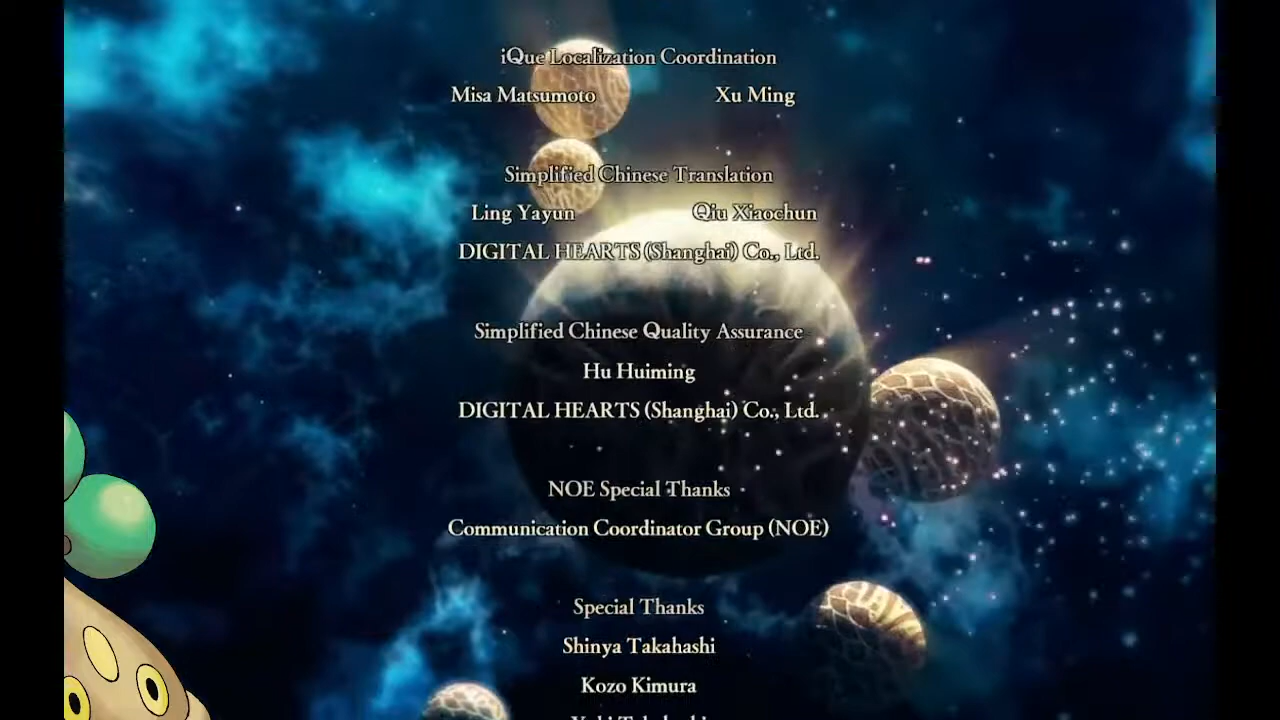 iQue Localization Coordination
Misa Matsumoto Xu Ming
Simplified Chinese Translation
Ling Yayun Qiu Xiaochun
DIGITAL HEARTS (Shanghai) Co., Ltd.
Simplified Chinese Quality Assurance
Hu Huiming
DIGITAL HEARTS (Shanghai) Co., Ltd.
NOE Special Thanks
Communication Coordinator Group (NOE)
Special Thanks
Shinya Takahashi
Kozo Kimura